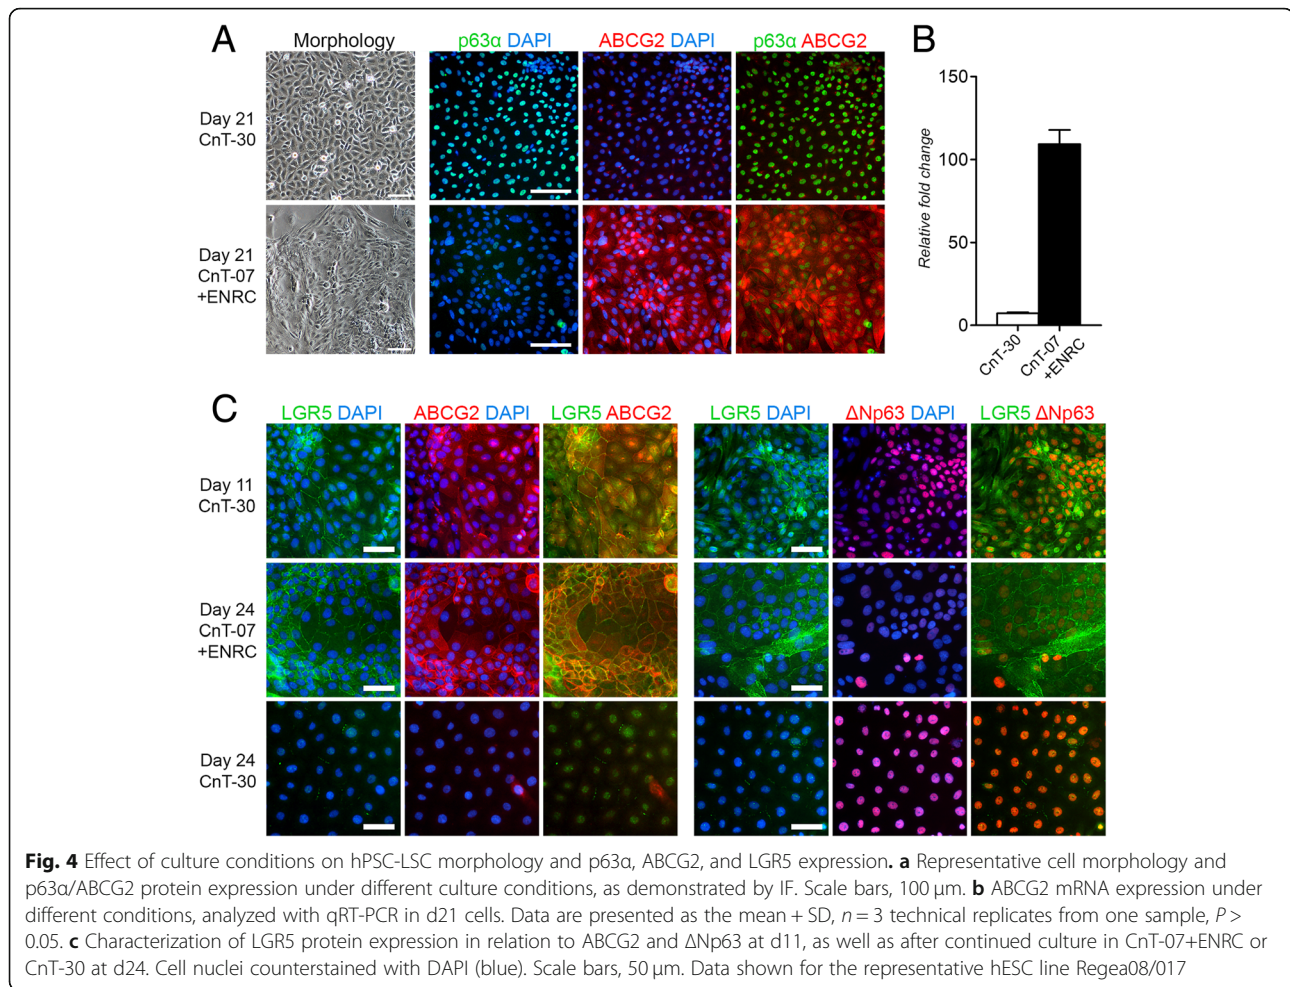 A
Morphology
p63α DAPI
ABCG2 DAPI
p63α ABCG2
Day 21
CnT-30
Day 21
CnT-07
+ENRC
B
Relative fold change
150
100
50
0
CnT-30
CnT-07
+ENRC
C
LGR5 DAPI
ABCG2 DAPI
LGR5 ABCG2
LGR5 DAPI
ΔNp63 DAPI
LGR5 ΔNp63
Day 11
CnT-30
Day 24
CnT-07
+ENRC
Day 24
CnT-30
Fig. 4 Effect of culture conditions on hPSC-LSC morphology and p63α, ABCG2, and LGR5 expression. a Representative cell morphology and
p63α/ABCG2 protein expression under different culture conditions, as demonstrated by IF. Scale bars, 100 μm. b ABCG2 mRNA expression under
different conditions, analyzed with qRT-PCR in d21 cells. Data are presented as the mean + SD, n = 3 technical replicates from one sample, P >
0.05. c Characterization of LGR5 protein expression in relation to ABCG2 and ΔNp63 at d11, as well as after continued culture in CnT-07+ENRC or
CnT-30 at d24. Cell nuclei counterstained with DAPI (blue). Scale bars, 50 μm. Data shown for the representative hESC line Regea08/017